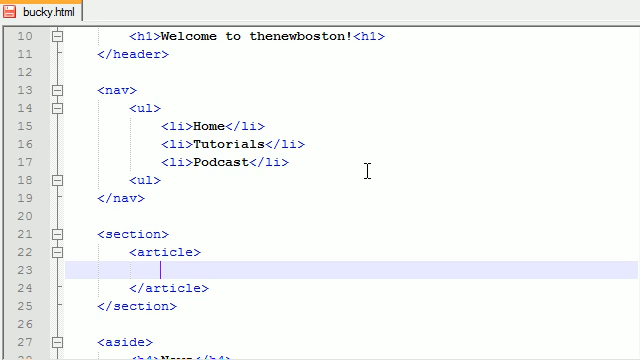 bucky.html
10 <h1>Welcome to thenewboston!<h1>
11 </header>
12
13 <nav>
14 <ul>
15 <li>Home</li>
16 <li>Tutorials</li>
17 <li>Podcast</li>
18 <ul>
19 </nav>
20
21 <section>
22 <article>
23
24 </article>
25 </section>
26
27 <aside>